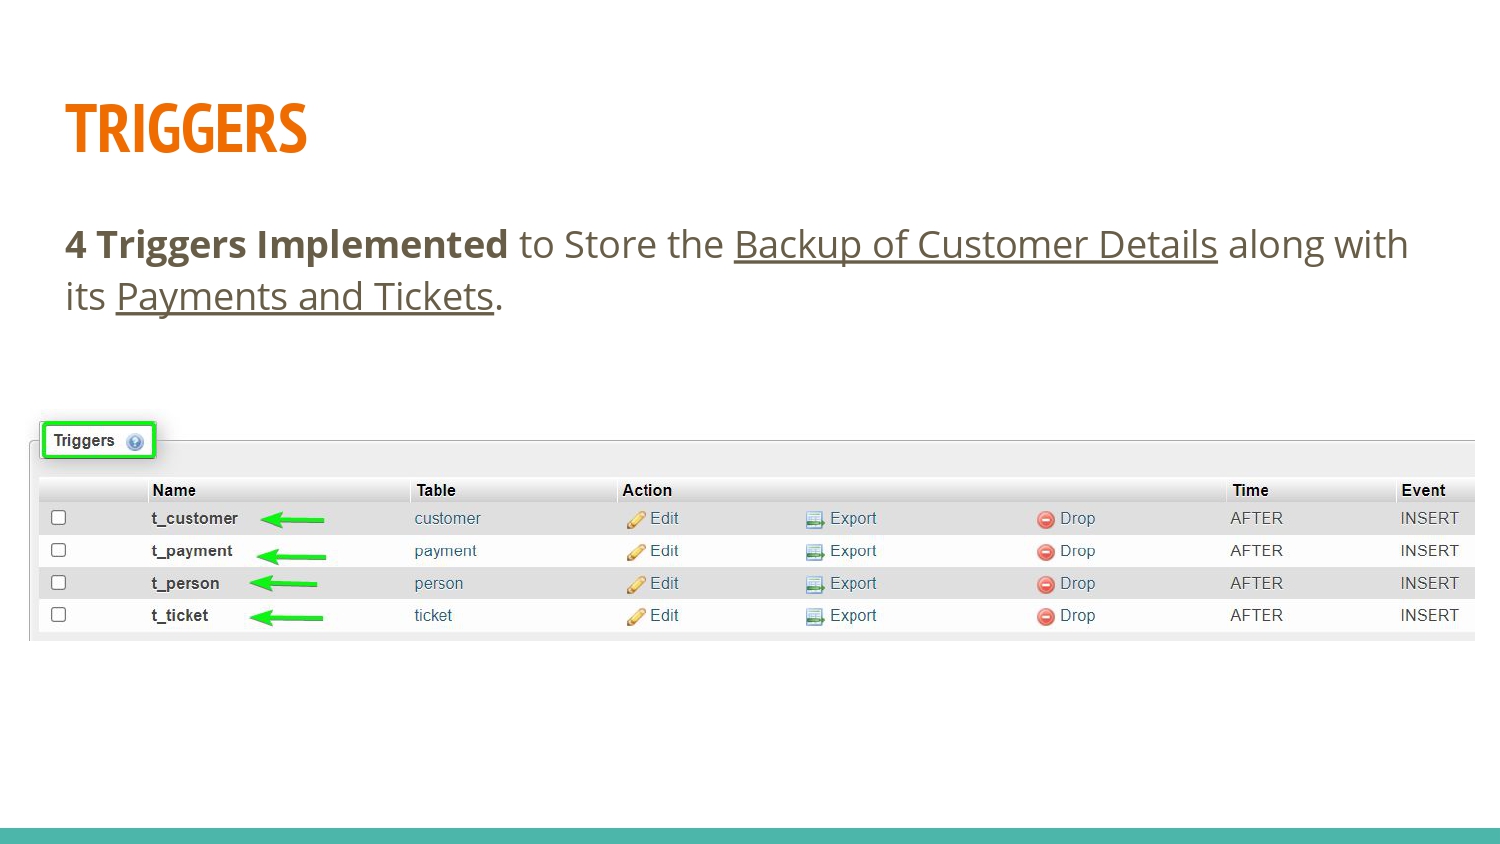 TRIGGERS
4 Triggers Implemented to Store the Backup of Customer Details along with
its Payments and Tickets.
Triggers
Name Table Action Time Event
t_customer customer Edit Export Drop AFTER INSERT
t_payment payment Edit Export Drop AFTER INSERT
t_person person Edit Export Drop AFTER INSERT
t_ticket ticket Edit Export Drop AFTER INSERT